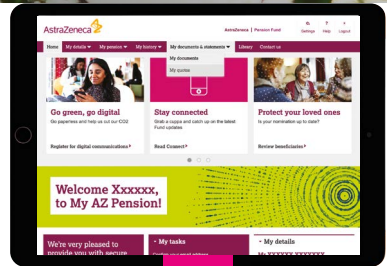 AstraZeneca
AstraZeneca | Pension Fund
Settings Help Logout
Home My details My pension My history My documents & statements Library Contact us
My documents
My quotes
Go green, go digital
Go paperless and help us cut our CO2
Register for digital communications
Stay connected
Grab a cuppa and catch up on the latest
Fund updates.
Read Connect
Protect your loved ones
Is your nomination up to date?
Review beneficiaries
Welcome Xxxxxx,
to My AZ Pension!
We're very pleased to
provide you with secure
- My tasks
- My details